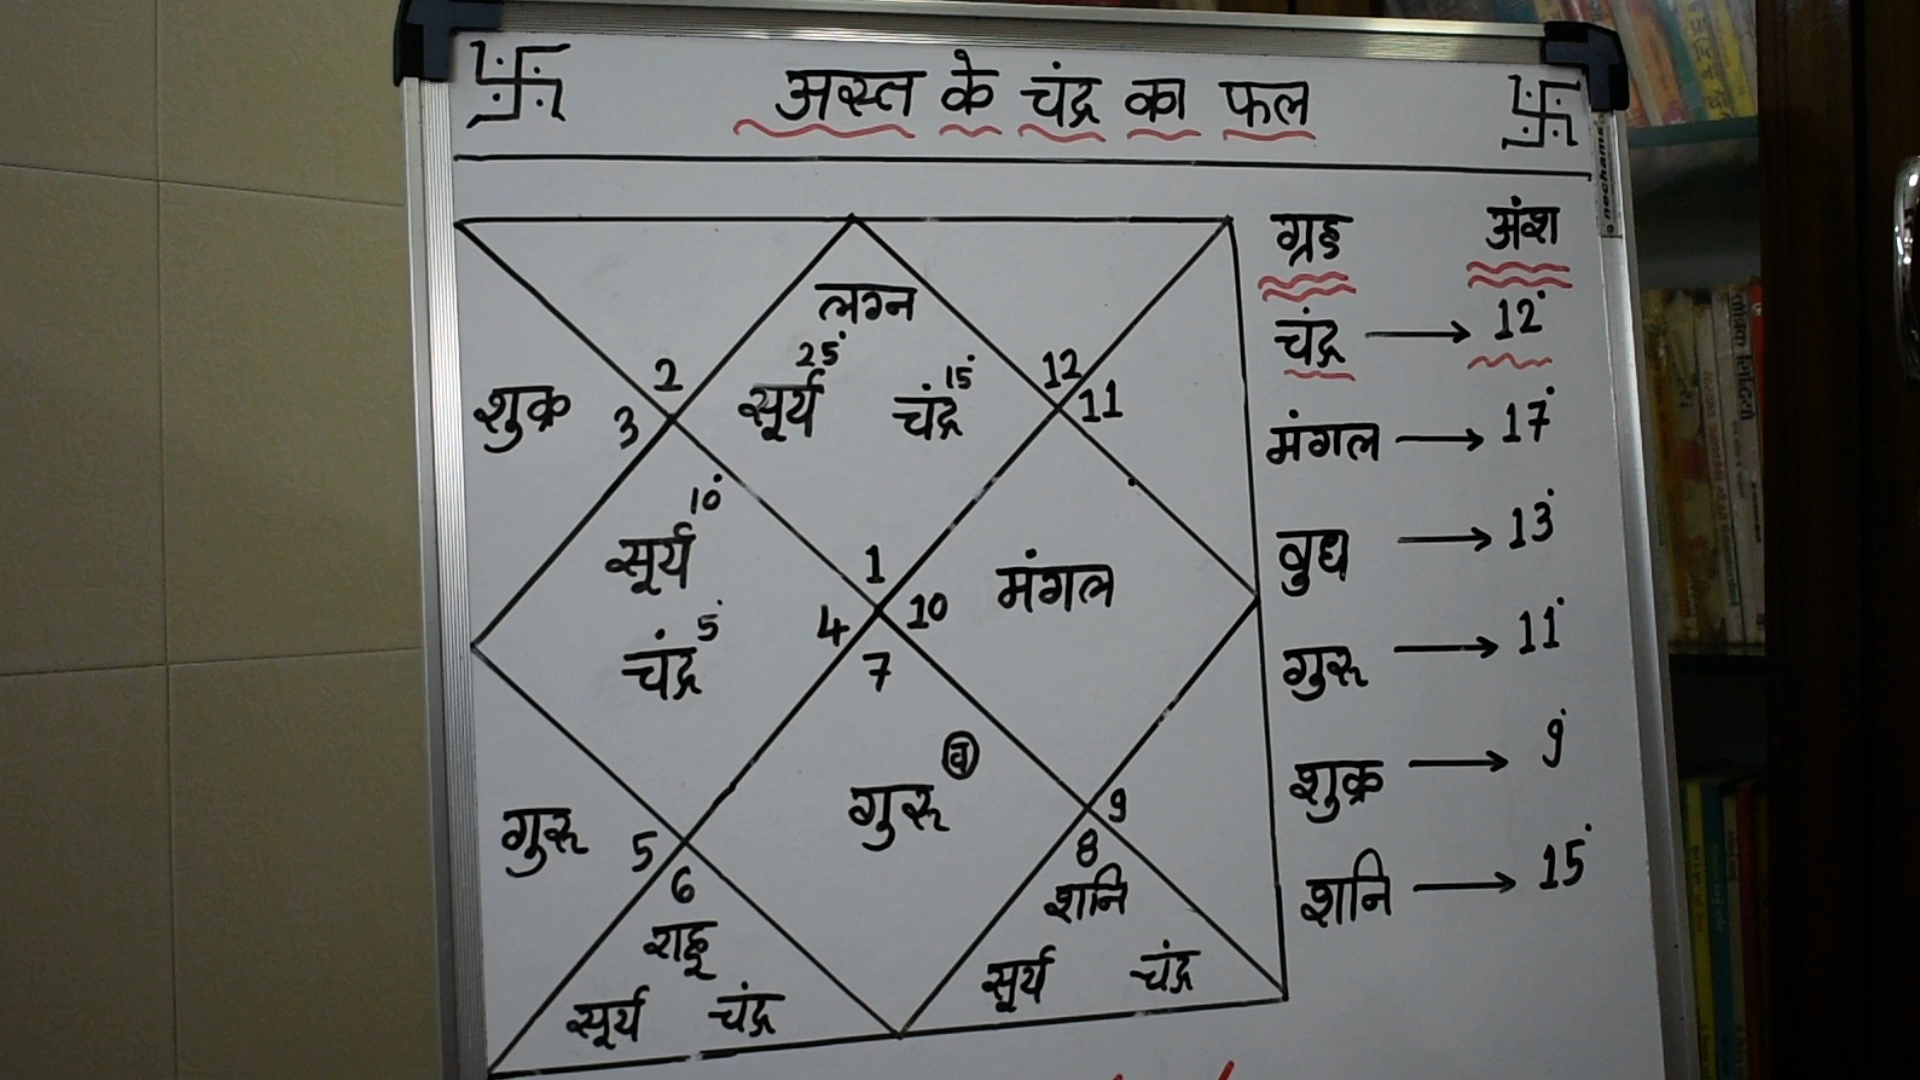 अस्त के चंद्र का फल
ग्रह अंश
चंद्र → 12°
मंगल → 17°
बुध → 13°
गुरू → 11°
शुक्र → 9°
शनि → 15°
लग्न
25° 15°
सूर्य चंद्र
2
12
शुक्र 3
11
10°
सूर्य
5°
चंद्र
1
4 10
7
मंगल
गुरू व
गुरू 5
6
राहू
सूर्य चंद्र
9
8
शनि
सूर्य चंद्र
nechams